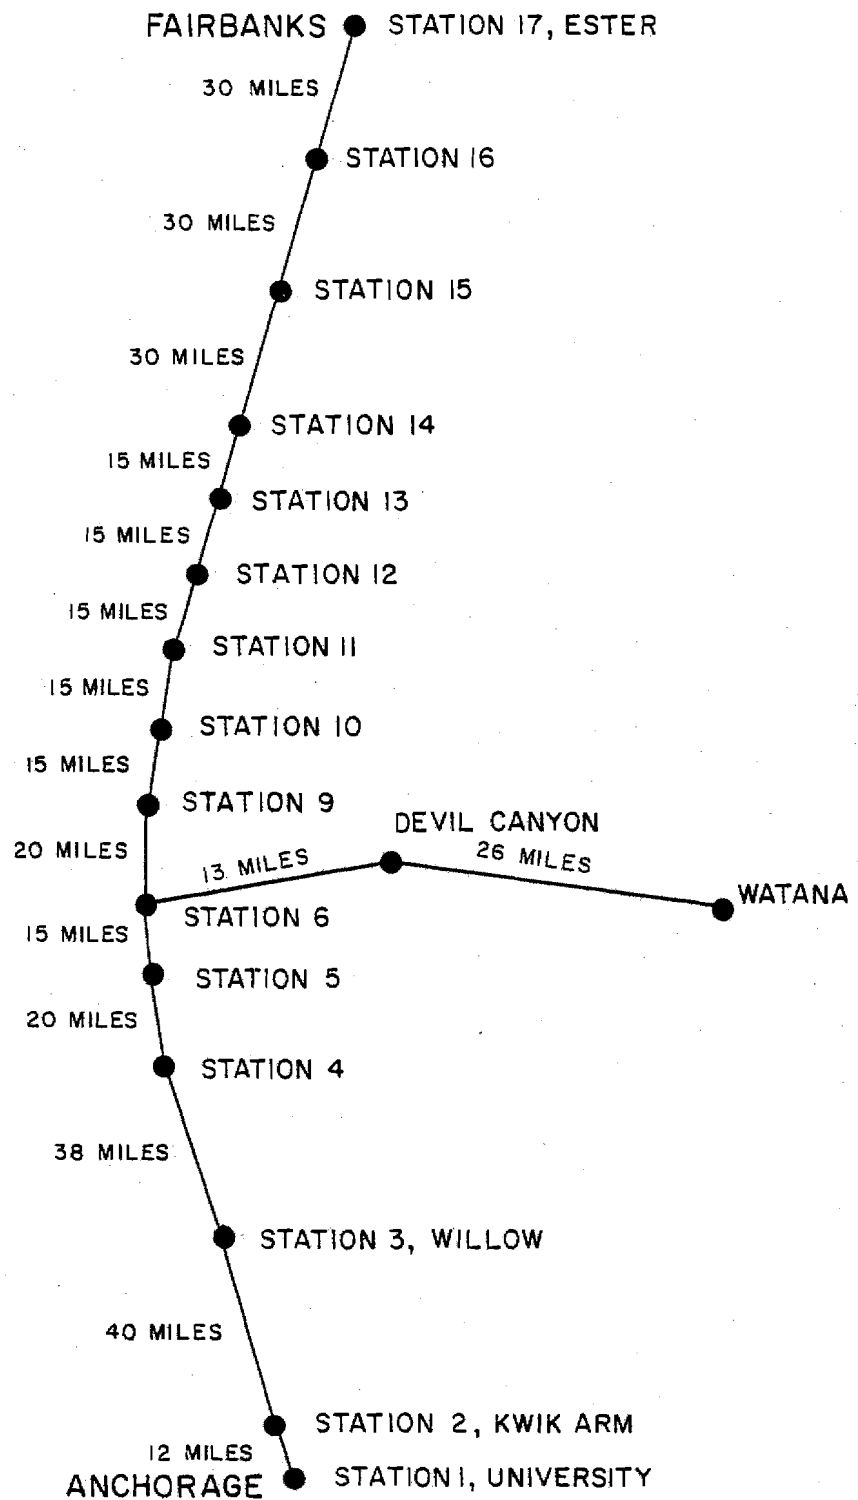 FAIRBANKS STATION 17, ESTER
30 MILES
STATION 16
30 MILES
STATION 15
30 MILES
STATION 14
15 MILES
STATION 13
15 MILES
STATION 12
15 MILES
STATION 11
15 MILES
STATION 10
15 MILES
STATION 9
DEVIL CANYON
20 MILES
13 MILES
26 MILES
WATANA
STATION 6
15 MILES
STATION 5
20 MILES
STATION 4
38 MILES
STATION 3, WILLOW
40 MILES
STATION 2, KWIK ARM
12 MILES
ANCHORAGE STATION 1, UNIVERSITY